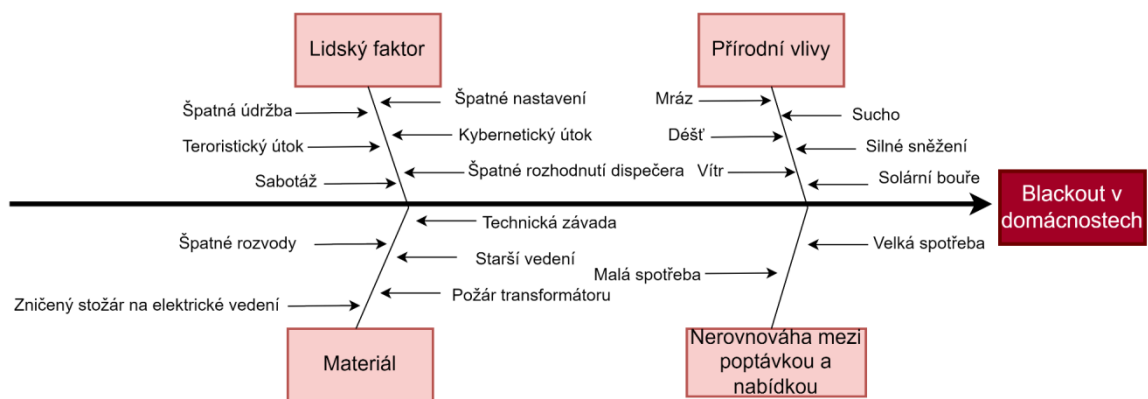 Lidský faktor
Přírodní vlivy
Špatná údržba
Špatné nastavení
Teroristický útok
Kybernetický útok
Sabotáž
Špatné rozhodnutí dispečera
Mráz
Sucho
Déšť
Silné sněžení
Vítr
Solární bouře
Blackout v
domácnostech
Technická závada
Špatné rozvody
Starší vedení
Zničený stožár na elektrické vedení
Požár transformátoru
Velká spotřeba
Malá spotřeba
Materiál
Nerovnováha mezi
poptávkou a
nabídkou